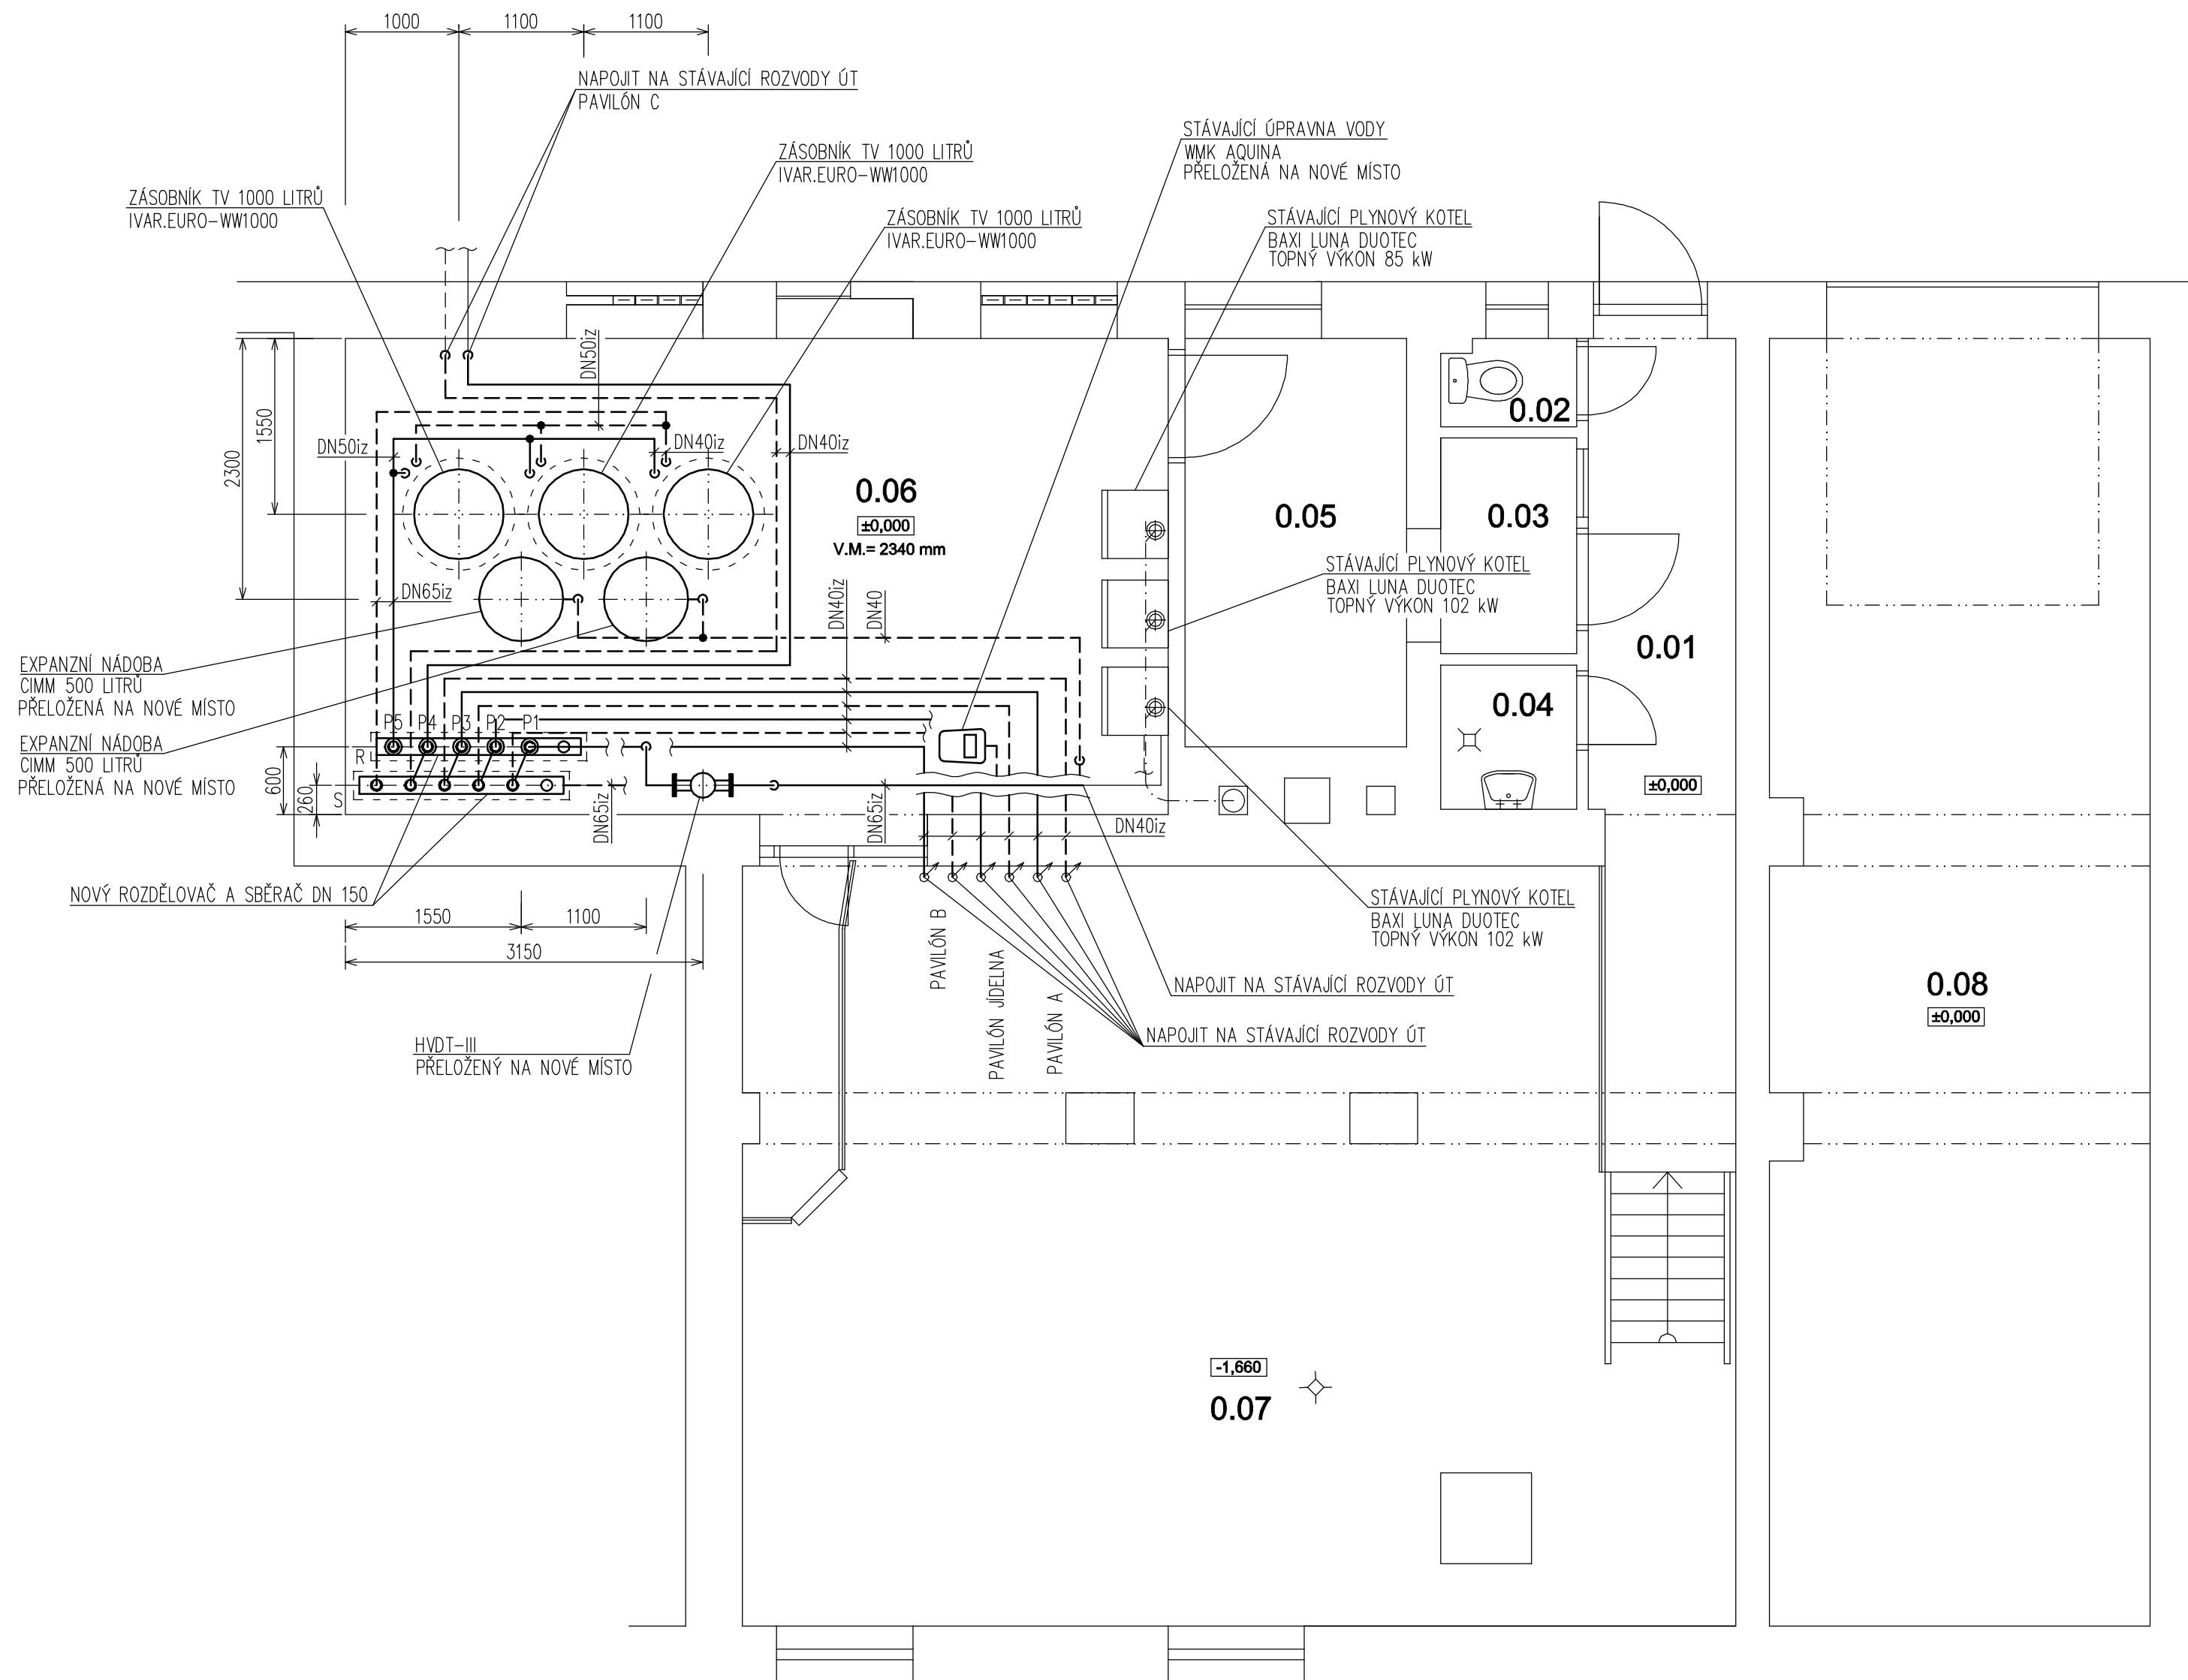 1000
1100
1100
NAPOJIT NA STÁVAJÍCÍ ROZVODY ÚT
PAVILÓN C
STÁVAJÍCÍ ÚPRAVNA VODY
WMK AQUINA
PŘELOŽENÁ NA NOVÉ MÍSTO
ZÁSOBNÍK TV 1000 LITRŮ
IVAR.EURO-WW1000
ZÁSOBNÍK TV 1000 LITRŮ
IVAR.EURO-WW1000
ZÁSOBNÍK TV 1000 LITRŮ
IVAR.EURO-WW1000
STÁVAJÍCÍ PLYNOVÝ KOTEL
BAXI LUNA DUOTEC
TOPNÝ VÝKON 85 kW
DN50iz
2300
1550
DN50iz
DN40iz
DN40iz
0.02
0.06
±0,000
V.M.= 2340 mm
0.05
0.03
STÁVAJÍCÍ PLYNOVÝ KOTEL
BAXI LUNA DUOTEC
TOPNÝ VÝKON 102 kW
DN65iz
DN40iz
DN40
0.01
EXPANZNÍ NÁDOBA
CIMM 500 LITRŮ
PŘELOŽENÁ NA NOVÉ MÍSTO
EXPANZNÍ NÁDOBA
CIMM 500 LITRŮ
PŘELOŽENÁ NA NOVÉ MÍSTO
P5 P4 P3 P2 P1
R
S
600
260
0.04
±0,000
DN65iz
DN65iz
DN40iz
NOVÝ ROZDĚLOVAČ A SBĚRAČ DN 150
1550
1100
3150
STÁVAJÍCÍ PLYNOVÝ KOTEL
BAXI LUNA DUOTEC
TOPNÝ VÝKON 102 kW
PAVILÓN B
PAVILÓN JÍDELNA
PAVILÓN A
NAPOJIT NA STÁVAJÍCÍ ROZVODY ÚT
NAPOJIT NA STÁVAJÍCÍ ROZVODY ÚT
HVDT-III
PŘELOŽENÝ NA NOVÉ MÍSTO
0.08
±0,000
-1,660
0.07